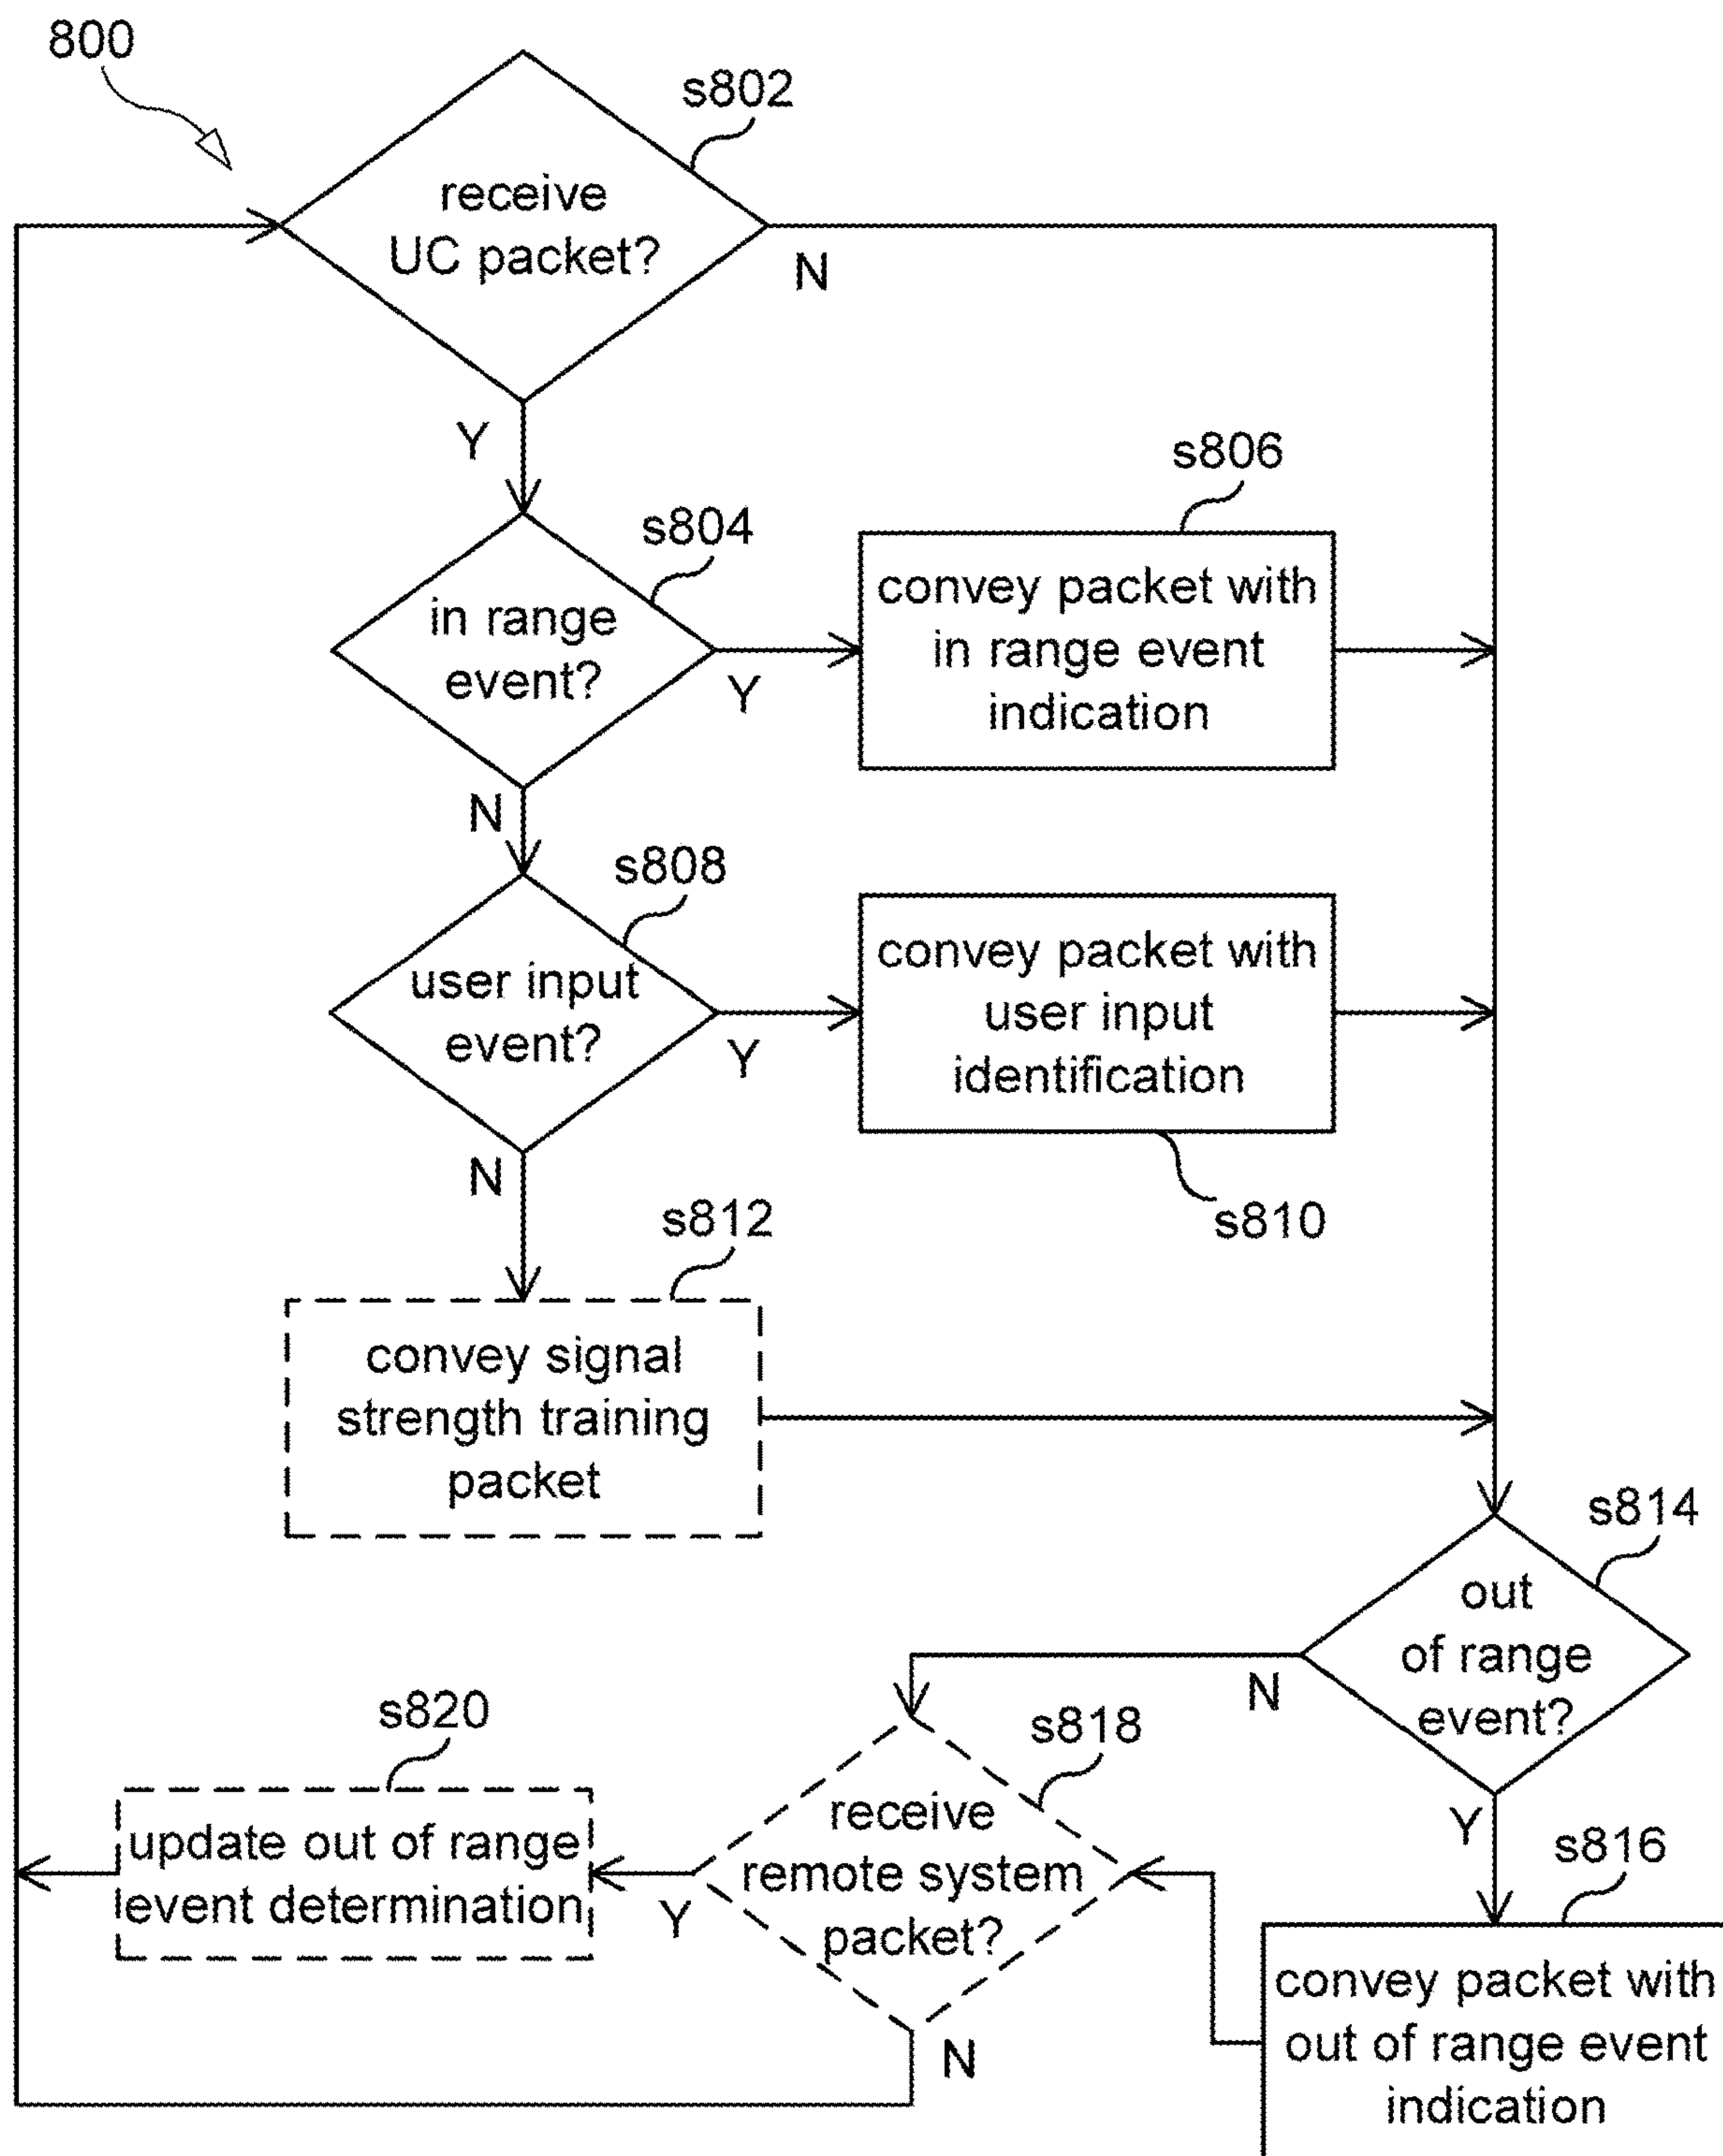 800
s802
receive
UC packet?
N
Y
s804
in range
event?
Y
N
s806
convey packet with
in range event
indication
s808
user input
event?
Y
N
convey packet with
user input
identification
s810
s812
convey signal
strength training
packet
s814
out
of range
event?
N
Y
s816
convey packet with
out of range event
indication
s818
receive
remote system
packet?
Y
N
s820
update out of range
event determination